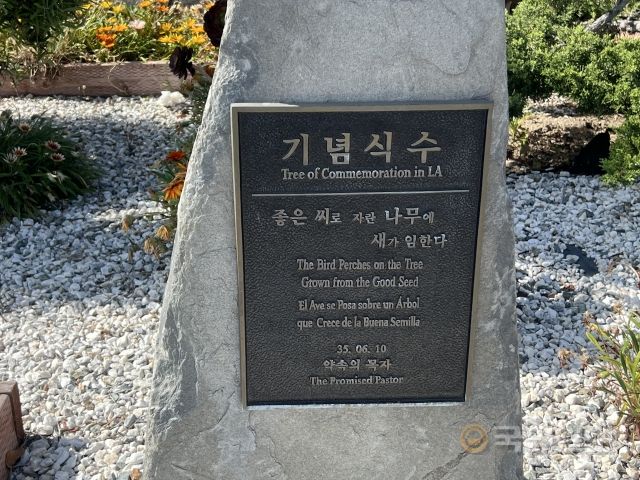 기념식수
Tree of Commemoration in LA
좋은 씨로 자란 나무에
새가 임한다
The Bird Perches on the Tree
Grown from the Good Seed
El Ave se Posa sobre un Árbol
que Crece de la Buena Semilla
35. 06. 10
약속의 목자
The Promised Pastor